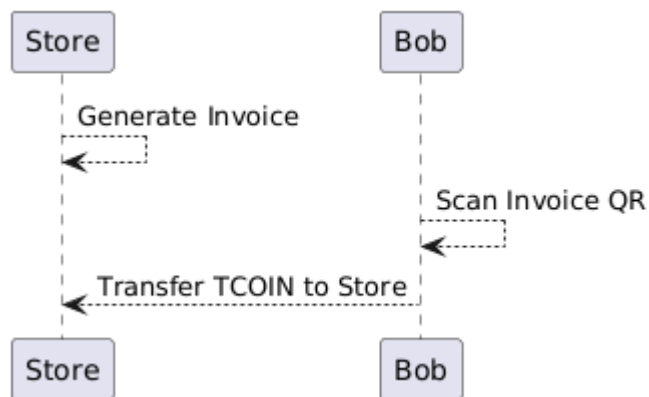 Store
Bob
Generate Invoice
Scan Invoice QR
Transfer TCOIN to Store
Store
Bob